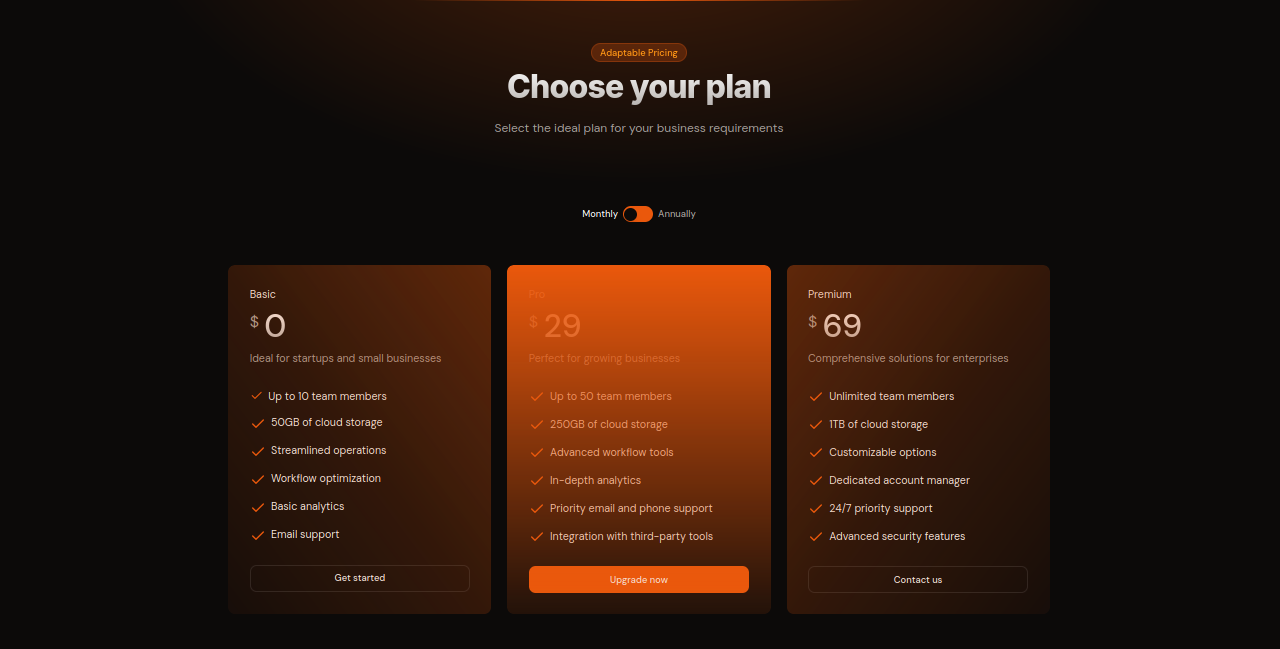 Adaptable Pricing
Choose your plan
Select the ideal plan for your business requirements
Monthly
Annually
Basic
$ 0
Ideal for startups and small businesses
Up to 10 team members
50GB of cloud storage
Streamlined operations
Workflow optimization
Basic analytics
Email support
Get started
Pro
$ 29
Perfect for growing businesses
Up to 50 team members
250GB of cloud storage
Advanced workflow tools
In-depth analytics
Priority email and phone support
Integration with third-party tools
Upgrade now
Premium
$ 69
Comprehensive solutions for enterprises
Unlimited team members
1TB of cloud storage
Customizable options
Dedicated account manager
24/7 priority support
Advanced security features
Contact us